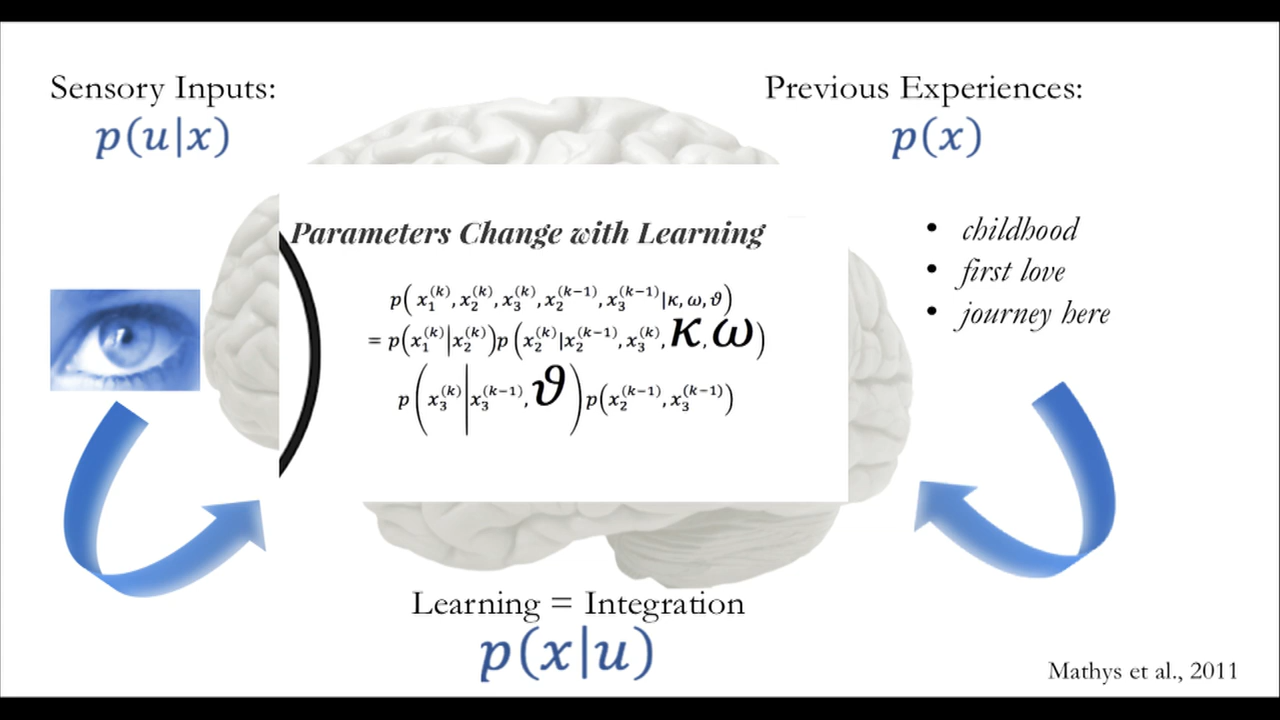 Sensory Inputs:
p(u|x)
Previous Experiences:
p(x)
• childhood
• first love
• journey here
Parameters Change with Learning
p(x₁⁽ᵏ⁾, x₂⁽ᵏ⁾, x₃⁽ᵏ⁾, x₂⁽ᵏ⁻¹⁾, x₃⁽ᵏ⁻¹⁾|κ, ω, ϑ)
= p(x₁⁽ᵏ⁾|x₂⁽ᵏ⁾)p(x₂⁽ᵏ⁾|x₂⁽ᵏ⁻¹⁾, x₃⁽ᵏ⁾, κ, ω)
p(x₃⁽ᵏ⁾|x₃⁽ᵏ⁻¹⁾, ϑ)p(x₂⁽ᵏ⁻¹⁾, x₃⁽ᵏ⁻¹⁾)
Learning = Integration
p(x|u)
Mathys et al., 2011